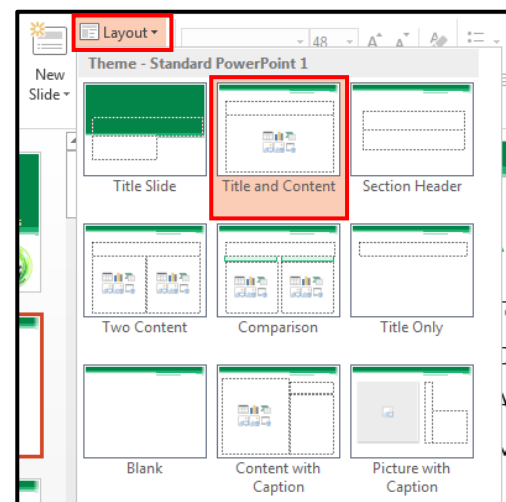 Layout
48
New
Slide
Theme - Standard PowerPoint 1
Title Slide
Title and Content
Section Header
Two Content
Comparison
Title Only
Blank
Content with
Caption
Picture with
Caption